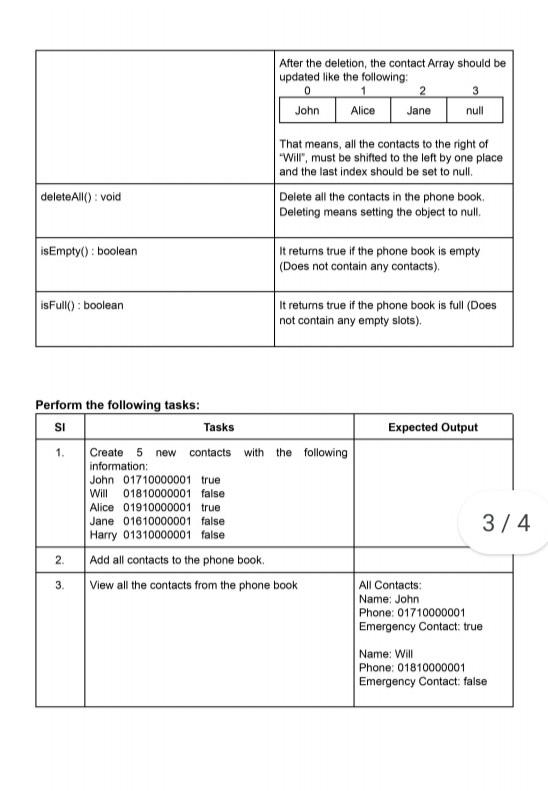 After the deletion, the contact Array should be
updated like the following:
0 1 2 3
John Alice Jane null
That means, all the contacts to the right of
"Will", must be shifted to the left by one place
and the last index should be set to null.
deleteAll() : void
Delete all the contacts in the phone book.
Deleting means setting the object to null.
isEmpty() : boolean
It returns true if the phone book is empty
(Does not contain any contacts).
isFull() : boolean
It returns true if the phone book is full (Does
not contain any empty slots).
Perform the following tasks:
Sl Tasks Expected Output
1. Create 5 new contacts with the following
information:
John 01710000001 true
Will 01810000001 false
Alice 01910000001 true
Jane 01610000001 false
Harry 01310000001 false
3 / 4
2. Add all contacts to the phone book.
3. View all the contacts from the phone book
All Contacts:
Name: John
Phone: 01710000001
Emergency Contact: true
Name: Will
Phone: 01810000001
Emergency Contact: false